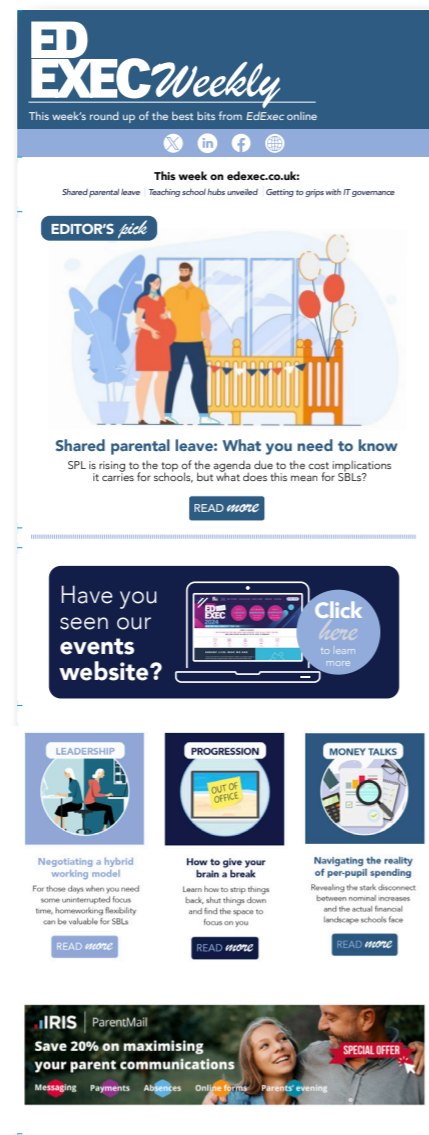 ED
EXEC Weekly
This week's round up of the best bits from EdExec online
This week on edexec.co.uk:
Shared parental leave | Teaching school hubs unveiled | Getting to grips with IT governance
EDITOR'S pick
Shared parental leave: What you need to know
SPL is rising to the top of the agenda due to the cost implications
it carries for schools, but what does this mean for SBLs?
READ more
Have you
seen our
events
website?
ED
EXEC
2024
Click
here
to learn
more
LEADERSHIP
Negotiating a hybrid
working model
For those days when you need
some uninterrupted focus
time, homeworking flexibility
can be valuable for SBLs
READ more
PROGRESSION
OUT OF
OFFICE
How to give your
brain a break
Learn how to strip things
back, shut things down
and find the space to
focus on you
READ more
MONEY TALKS
Navigating the reality
of per-pupil spending
Revealing the stark disconnect
between nominal increases
and the actual financial
landscape schools face
READ more
IRIS | ParentMail
Save 20% on maximising
your parent communications
SPECIAL OFFER
Messaging Payments Absences Online forms Parents' evening